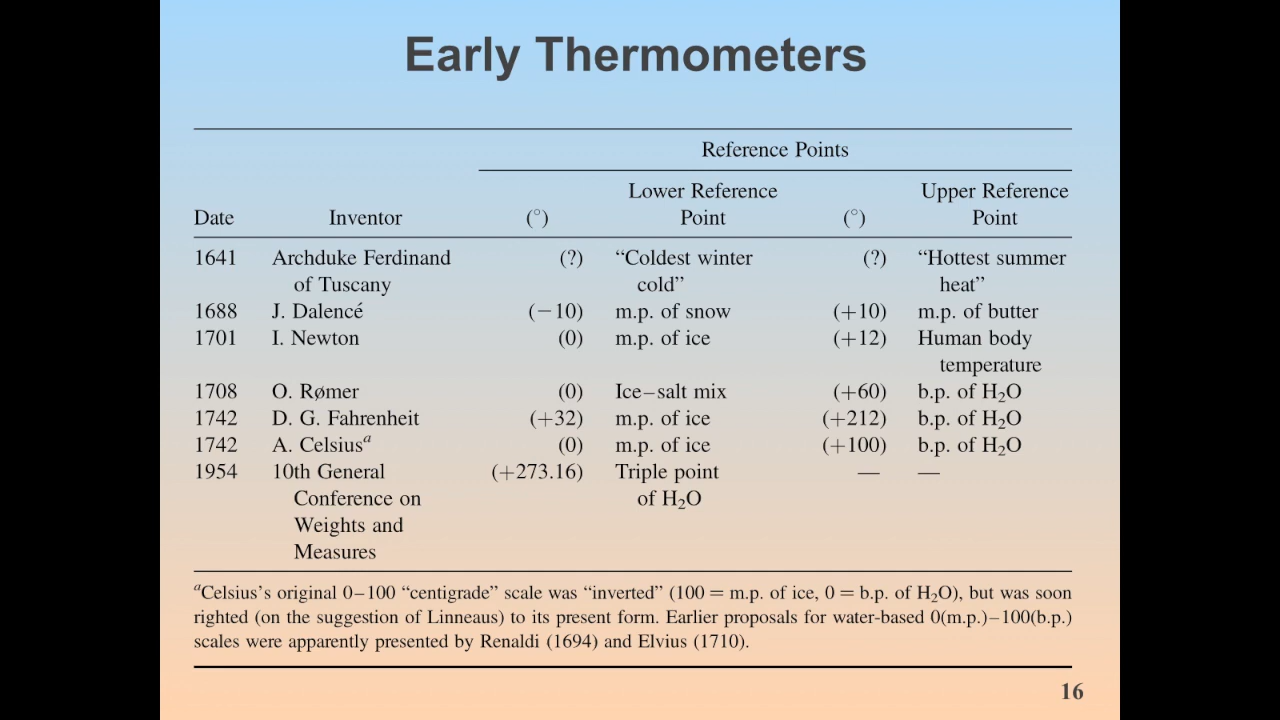 Early Thermometers
Reference Points
Lower Reference Upper Reference
Date Inventor (°) Point (°) Point
1641 Archduke Ferdinand (?) “Coldest winter (?) “Hottest summer
of Tuscany cold” heat”
1688 J. Dalencé (−10) m.p. of snow (+10) m.p. of butter
1701 I. Newton (0) m.p. of ice (+12) Human body
temperature
1708 O. Rømer (0) Ice–salt mix (+60) b.p. of H₂O
1742 D. G. Fahrenheit (+32) m.p. of ice (+212) b.p. of H₂O
1742 A. Celsiusᵃ (0) m.p. of ice (+100) b.p. of H₂O
1954 10th General (+273.16) Triple point — —
Conference on of H₂O
Weights and
Measures
ᵃCelsius’s original 0–100 “centigrade” scale was “inverted” (100 = m.p. of ice, 0 = b.p. of H₂O), but was soon
righted (on the suggestion of Linneaus) to its present form. Earlier proposals for water-based 0(m.p.)–100(b.p.)
scales were apparently presented by Renaldi (1694) and Elvius (1710).
16